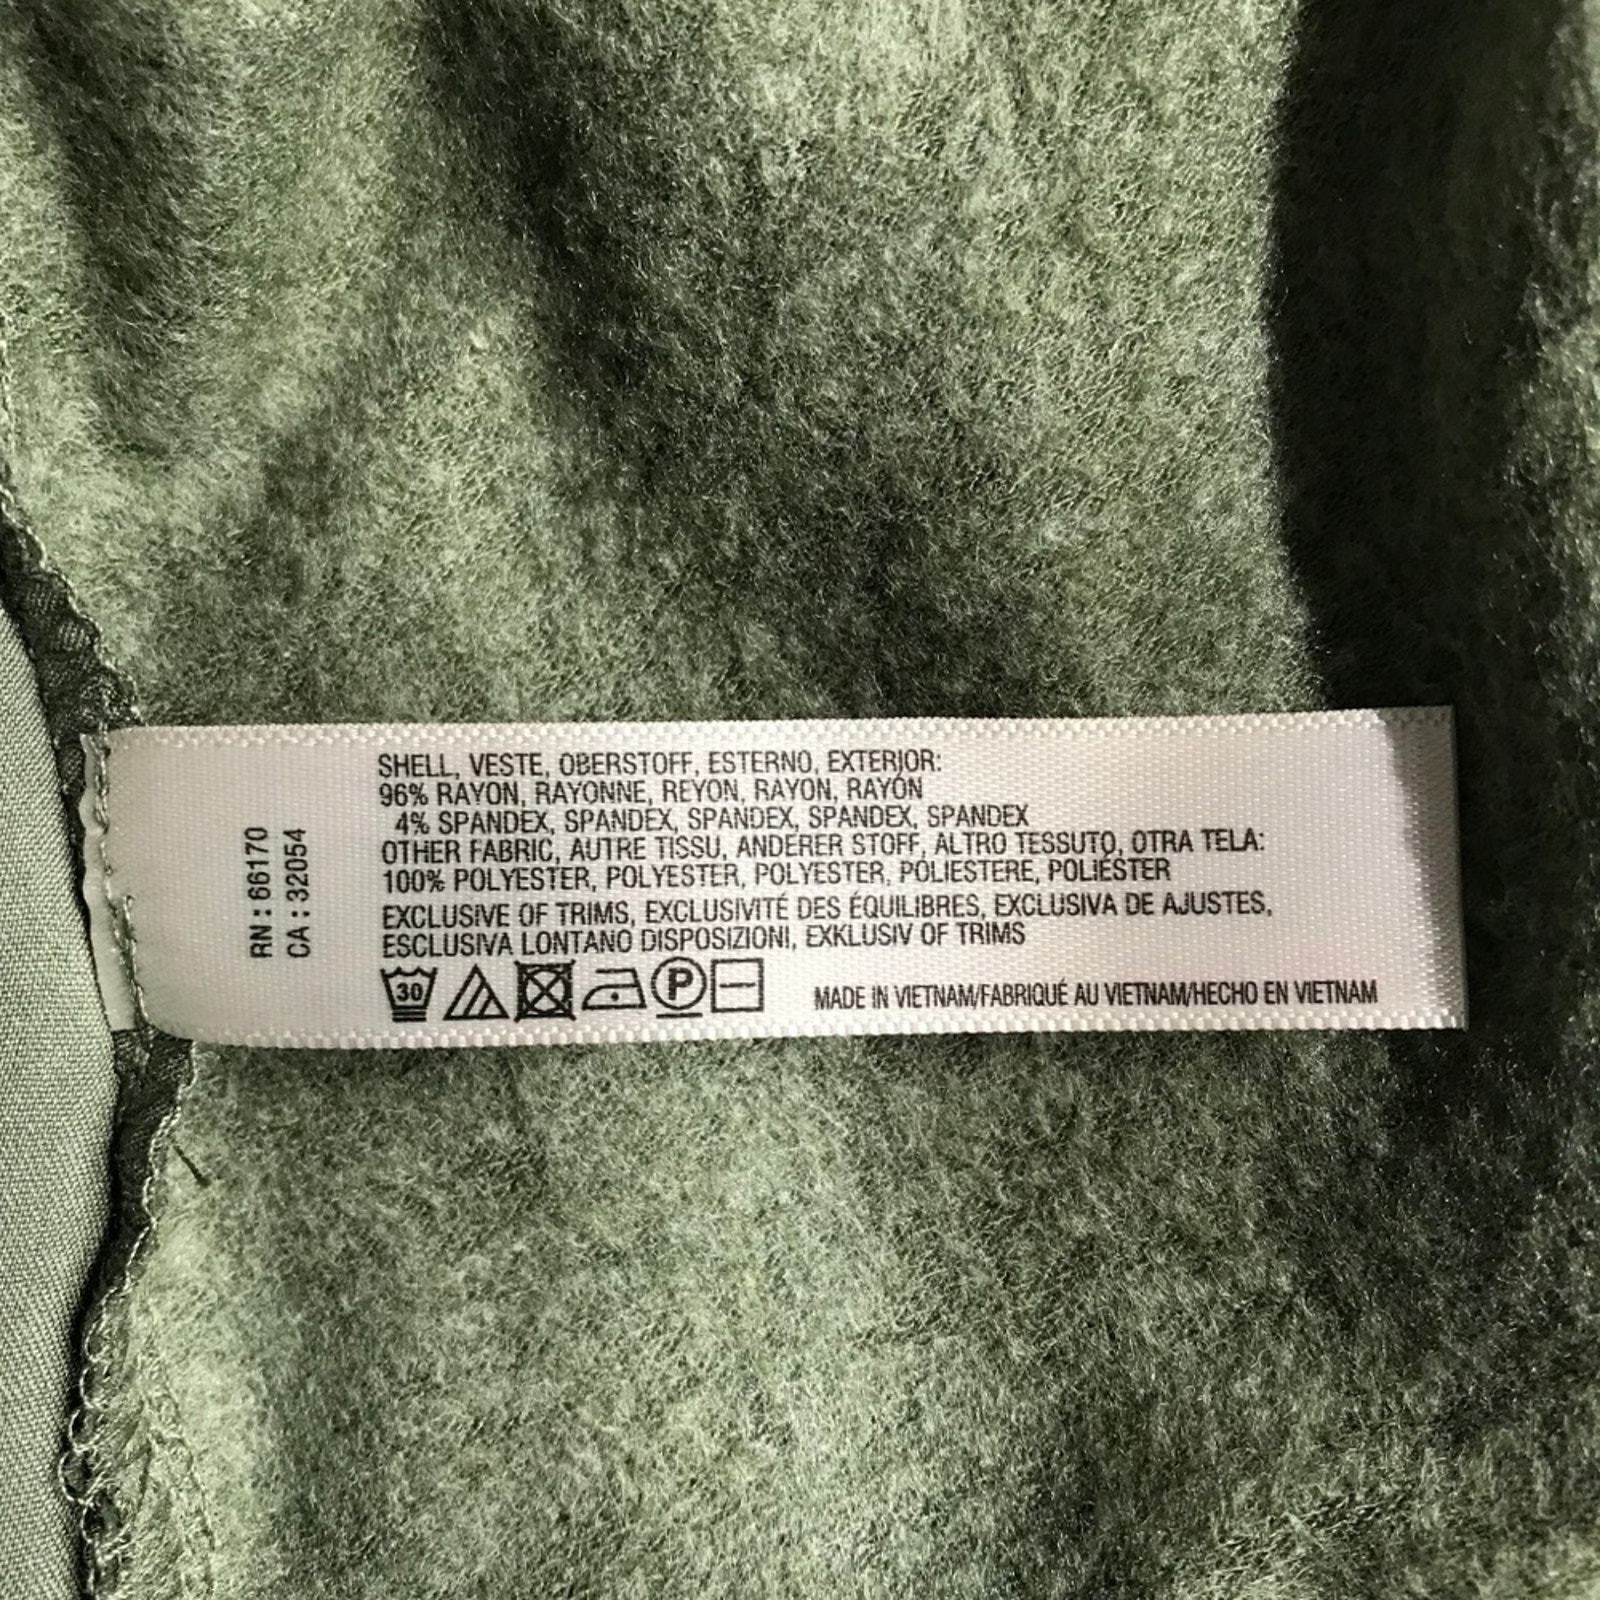 SHELL, VESTE, OBERSTOFF, ESTERNO, EXTERIOR:
96% RAYON, RAYONNE, REYON, RAYON, RAYÓN
4% SPANDEX, SPANDEX, SPANDEX, SPANDEX, SPANDEX
OTHER FABRIC, AUTRE TISSU, ANDERER STOFF, ALTRO TESSUTO, OTRA TELA:
100% POLYESTER, POLYESTER, POLYESTER, POLIESTERE, POLIÉSTER
EXCLUSIVE OF TRIMS, EXCLUSIVITÉ DES ÉQUILIBRES, EXCLUSIVA DE AJUSTES,
ESCLUSIVA LONTANO DISPOSIZIONI, EXKLUSIV OF TRIMS
30 P
MADE IN VIETNAM/FABRIQUÉ AU VIETNAM/HECHO EN VIETNAM
RN: 66170
CA: 32054